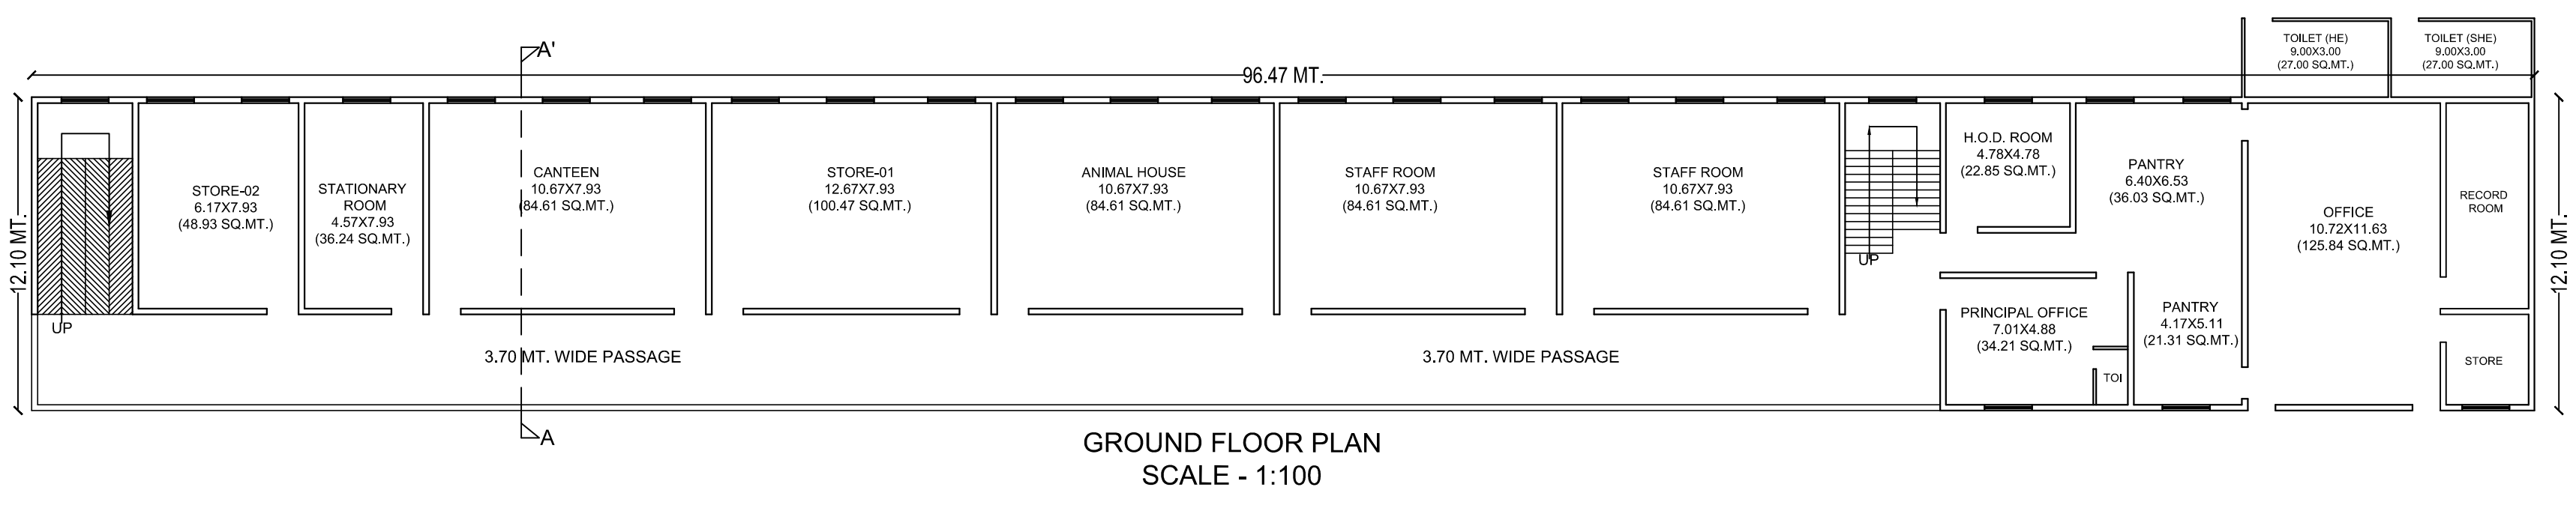 A'
96.47 MT.
TOILET (HE)
9.00X3.00
(27.00 SQ.MT.)
TOILET (SHE)
9.00X3.00
(27.00 SQ.MT.)
12.10 MT.
UP
STORE-02
6.17X7.93
(48.93 SQ.MT.)
STATIONARY
ROOM
4.57X7.93
(36.24 SQ.MT.)
CANTEEN
10.67X7.93
(84.61 SQ.MT.)
STORE-01
12.67X7.93
(100.47 SQ.MT.)
ANIMAL HOUSE
10.67X7.93
(84.61 SQ.MT.)
STAFF ROOM
10.67X7.93
(84.61 SQ.MT.)
STAFF ROOM
10.67X7.93
(84.61 SQ.MT.)
UP
H.O.D. ROOM
4.78X4.78
(22.85 SQ.MT.)
PANTRY
6.40X6.53
(36.03 SQ.MT.)
OFFICE
10.72X11.63
(125.84 SQ.MT.)
RECORD
ROOM
12.10 MT.
PRINCIPAL OFFICE
7.01X4.88
(34.21 SQ.MT.)
TOI
PANTRY
4.17X5.11
(21.31 SQ.MT.)
STORE
3.70 MT. WIDE PASSAGE
3.70 MT. WIDE PASSAGE
A
GROUND FLOOR PLAN
SCALE - 1:100